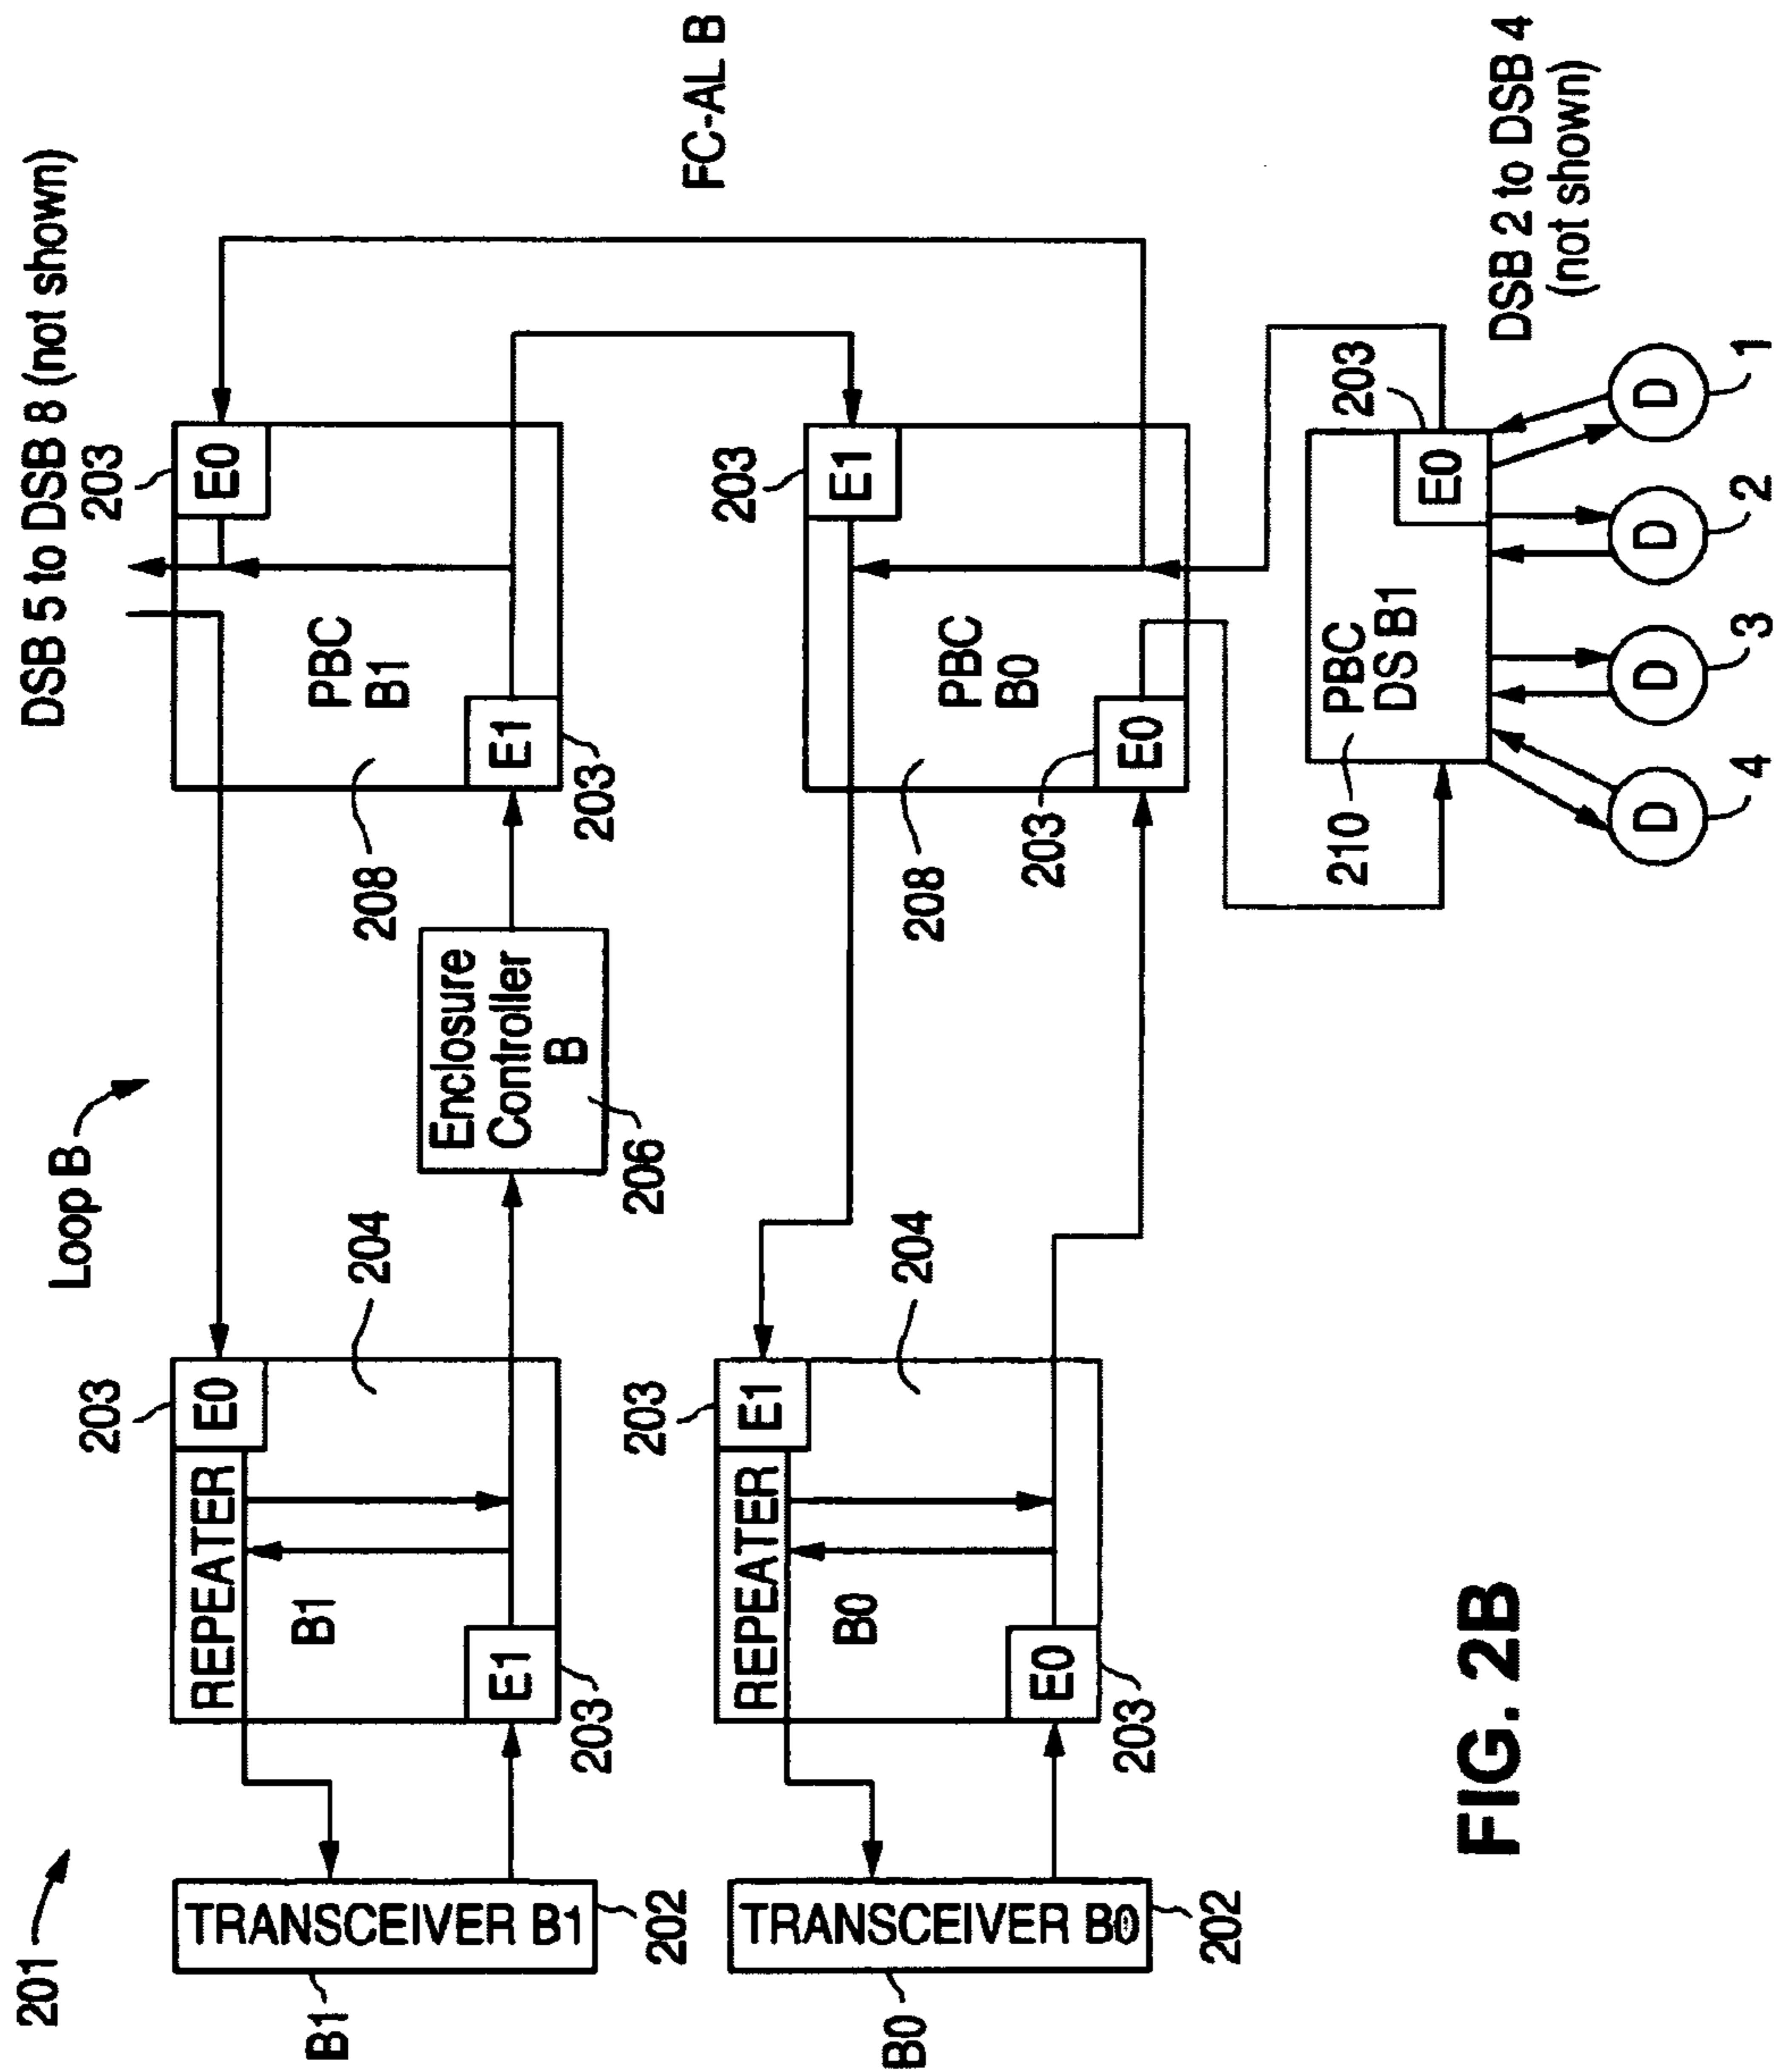 201
Loop B
DSB 5 to DSB 8 (not shown)
FC-AL B
B1
TRANSCEIVER B1
202
203
REPEATER
E0
B1
E1
203
204
Enclosure
Controller
B
206
203
E0
PBC
B1
E1
203
208
B0
TRANSCEIVER B0
202
203
REPEATER
E1
B0
E0
203
204
203
E1
PBC
B0
E0
203
208
PBC
DS B1
E0
203
210
D
D
D
D
4
3
2
1
DSB 2 to DSB 4
(not shown)
FIG. 2B